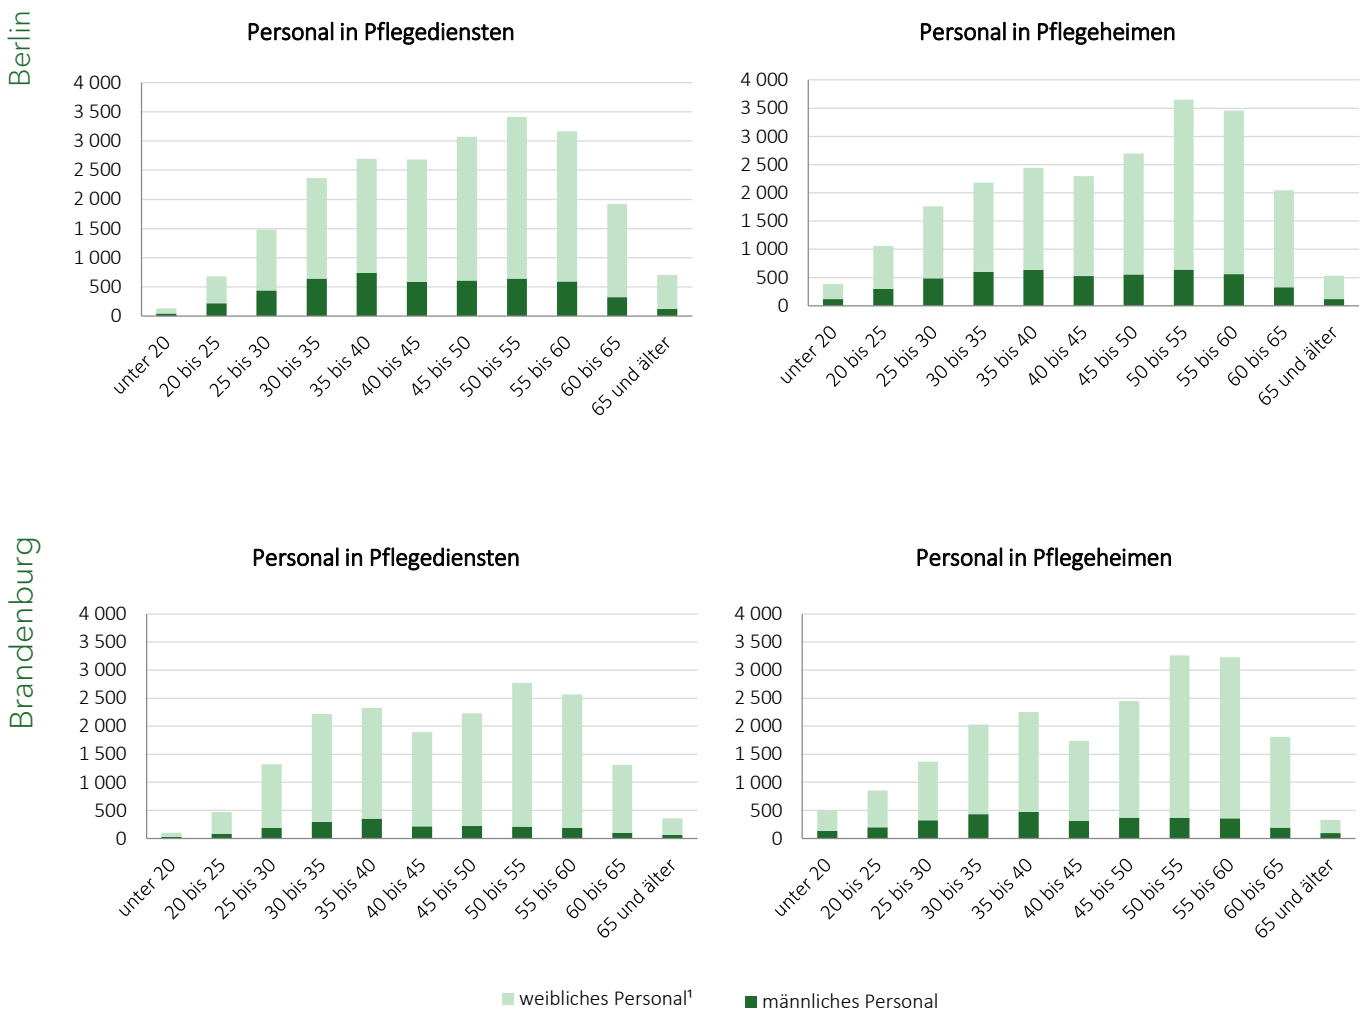 Berlin
Personal in Pflegediensten
4 000
3 500
3 000
2 500
2 000
1 500
1 000
500
0
unter 20
20 bis 25
25 bis 30
30 bis 35
35 bis 40
40 bis 45
45 bis 50
50 bis 55
55 bis 60
60 bis 65
65 und älter
Personal in Pflegeheimen
4 000
3 500
3 000
2 500
2 000
1 500
1 000
500
0
unter 20
20 bis 25
25 bis 30
30 bis 35
35 bis 40
40 bis 45
45 bis 50
50 bis 55
55 bis 60
60 bis 65
65 und älter
Brandenburg
Personal in Pflegediensten
4 000
3 500
3 000
2 500
2 000
1 500
1 000
500
0
unter 20
20 bis 25
25 bis 30
30 bis 35
35 bis 40
40 bis 45
45 bis 50
50 bis 55
55 bis 60
60 bis 65
65 und älter
Personal in Pflegeheimen
4 000
3 500
3 000
2 500
2 000
1 500
1 000
500
0
unter 20
20 bis 25
25 bis 30
30 bis 35
35 bis 40
40 bis 45
45 bis 50
50 bis 55
55 bis 60
60 bis 65
65 und älter
weibliches Personal¹
männliches Personal